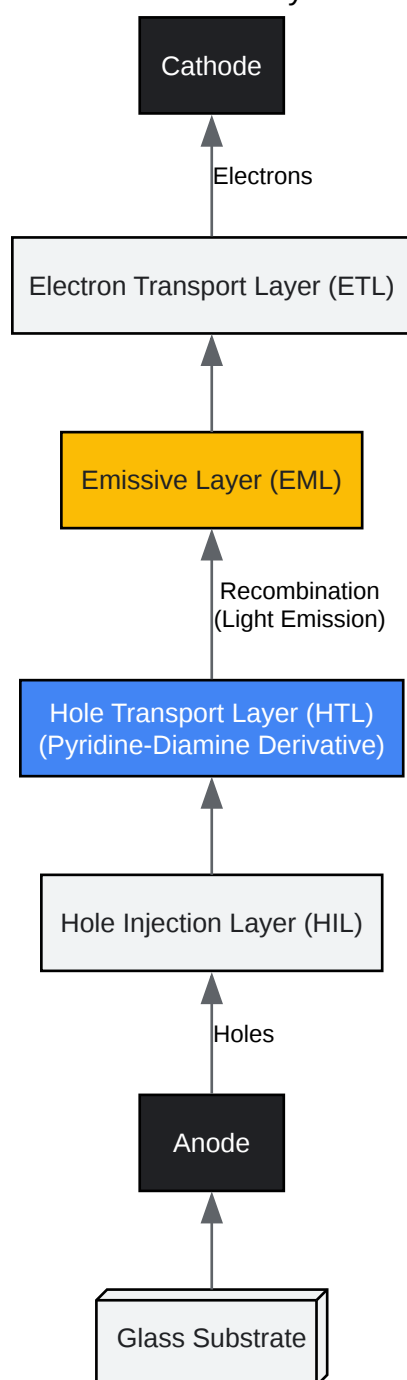 Cathode
Electrons
Electron Transport Layer (ETL)
Emissive Layer (EML)
Recombination
(Light Emission)
Hole Transport Layer (HTL)
(Pyridine-Diamine Derivative)
Hole Injection Layer (HIL)
Holes
Anode
Glass Substrate